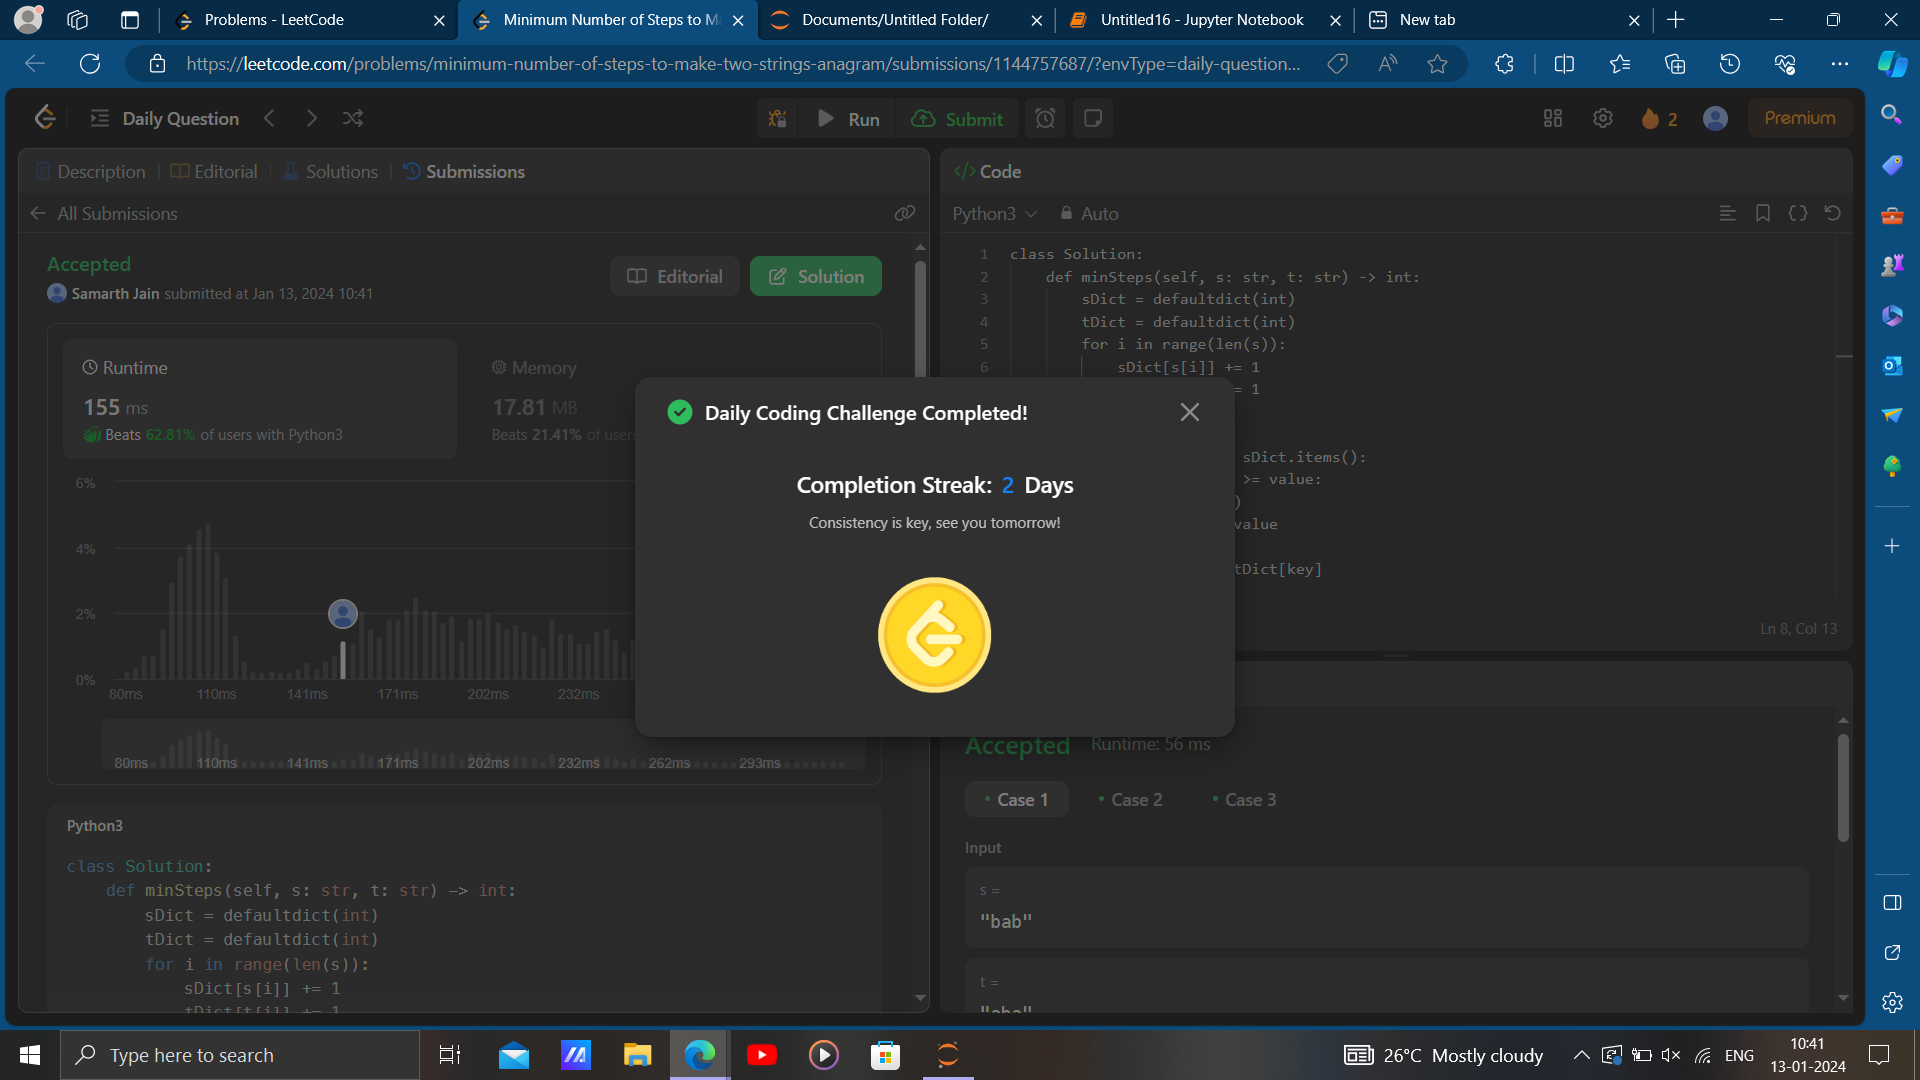 Problems - LeetCode
Minimum Number of Steps to M
Documents/Untitled Folder/
Untitled16 - Jupyter Notebook
New tab
https://leetcode.com/problems/minimum-number-of-steps-to-make-two-strings-anagram/submissions/1144757687/?envType=daily-question...
Daily Question
Run
Submit
2
Premium
Description
Editorial
Solutions
Submissions
All Submissions
Accepted
Samarth Jain submitted at Jan 13, 2024 10:41
Editorial
Solution
Runtime
155 ms
Beats 62.81% of users with Python3
Memory
17.81 MB
Beats 21.41% of users
6%
4%
2%
0%
80ms 110ms 141ms 171ms 202ms 232ms
80ms 110ms 141ms 171ms 202ms 232ms 262ms 293ms
Python3
class Solution:
def minSteps(self, s: str, t: str) -> int:
sDict = defaultdict(int)
tDict = defaultdict(int)
for i in range(len(s)):
sDict[s[i]] += 1
tDict[t[i]] += 1
Daily Coding Challenge Completed!
Completion Streak: 2 Days
Consistency is key, see you tomorrow!
</> Code
Python3
Auto
1 class Solution:
2 def minSteps(self, s: str, t: str) -> int:
3 sDict = defaultdict(int)
4 tDict = defaultdict(int)
5 for i in range(len(s)):
6 sDict[s[i]] += 1
= 1
sDict.items():
>= value:
)
value
tDict[key]
Ln 8, Col 13
Accepted Runtime: 56 ms
Case 1
Case 2
Case 3
Input
s =
"bab"
t =
"aba"
Type here to search
26°C Mostly cloudy
ENG
10:41
13-01-2024